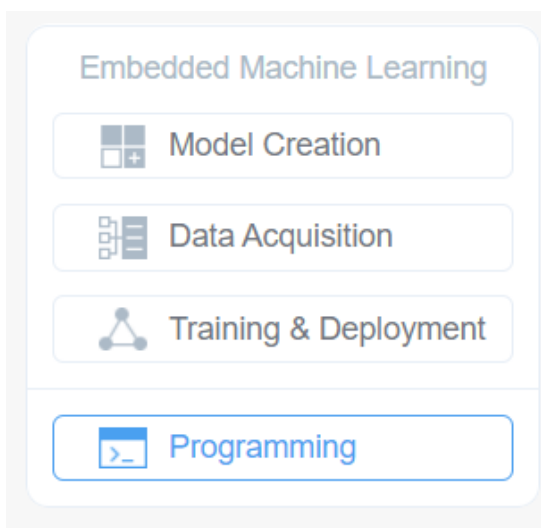 Embedded Machine Learning
Model Creation
Data Acquisition
Training & Deployment
Programming